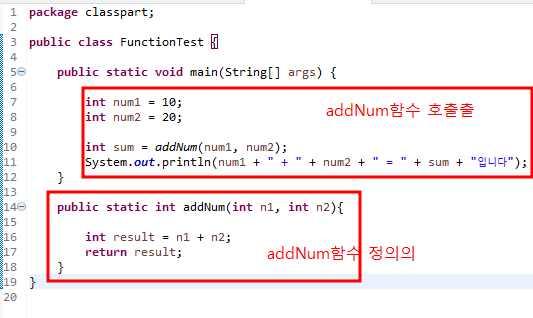 1 package classpart;
2
3 public class FunctionTest {
4
5 public static void main(String[] args) {
6
7 int num1 = 10;
8 int num2 = 20;
addNum함수 호출출
9
10 int sum = addNum(num1, num2);
11 System.out.println(num1 + " + " + num2 + " = " + sum + "입니다");
12 }
13
14 public static int addNum(int n1, int n2){
15
16 int result = n1 + n2;
17 return result;
addNum함수 정의의
18 }
19 }
20